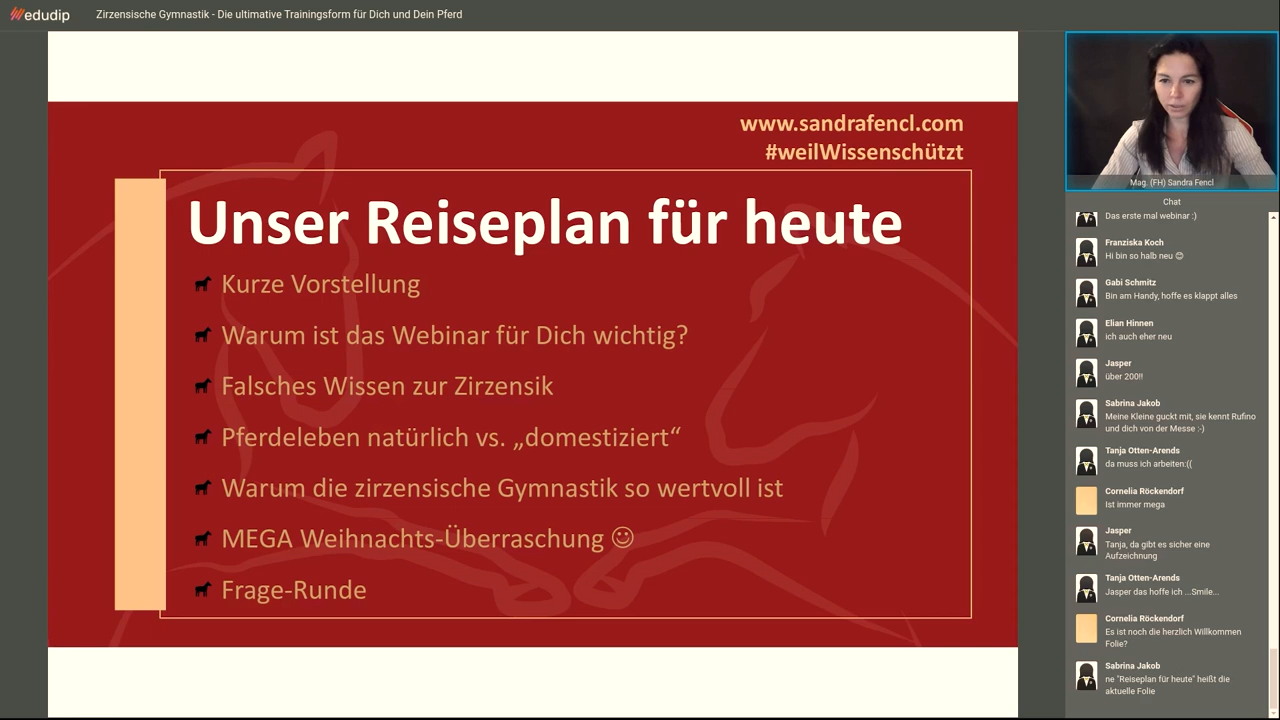 edudip
Zirzensische Gymnastik - Die ultimative Trainingsform für Dich und Dein Pferd
www.sandrafencl.com
#weilWissenschützt
Unser Reiseplan für heute
Kurze Vorstellung
Warum ist das Webinar für Dich wichtig?
Falsches Wissen zur Zirzensik
Pferdeleben natürlich vs. „domestiziert“
Warum die zirzensische Gymnastik so wertvoll ist
MEGA Weihnachts-Überraschung ☺
Frage-Runde
Mag. (FH) Sandra Fencl
Chat
Das erste mal webinar :)
Franziska Koch
Hi bin so halb neu 😊
Gabi Schmitz
Bin am Handy, hoffe es klappt alles
Elian Hinnen
ich auch eher neu
Jasper
über 200!!
Sabrina Jakob
Meine Kleine guckt mit, sie kennt Rufino
und dich von der Messe :-)
Tanja Otten-Arends
da muss ich arbeiten:((
Cornelia Röckendorf
Ist immer mega
Jasper
Tanja, da gibt es sicher eine
Aufzeichnung
Tanja Otten-Arends
Jasper das hoffe ich ...Smile...
Cornelia Röckendorf
Es ist noch die herzlich Willkommen
Folie?
Sabrina Jakob
ne "Reiseplan für heute" heißt die
aktuelle Folie